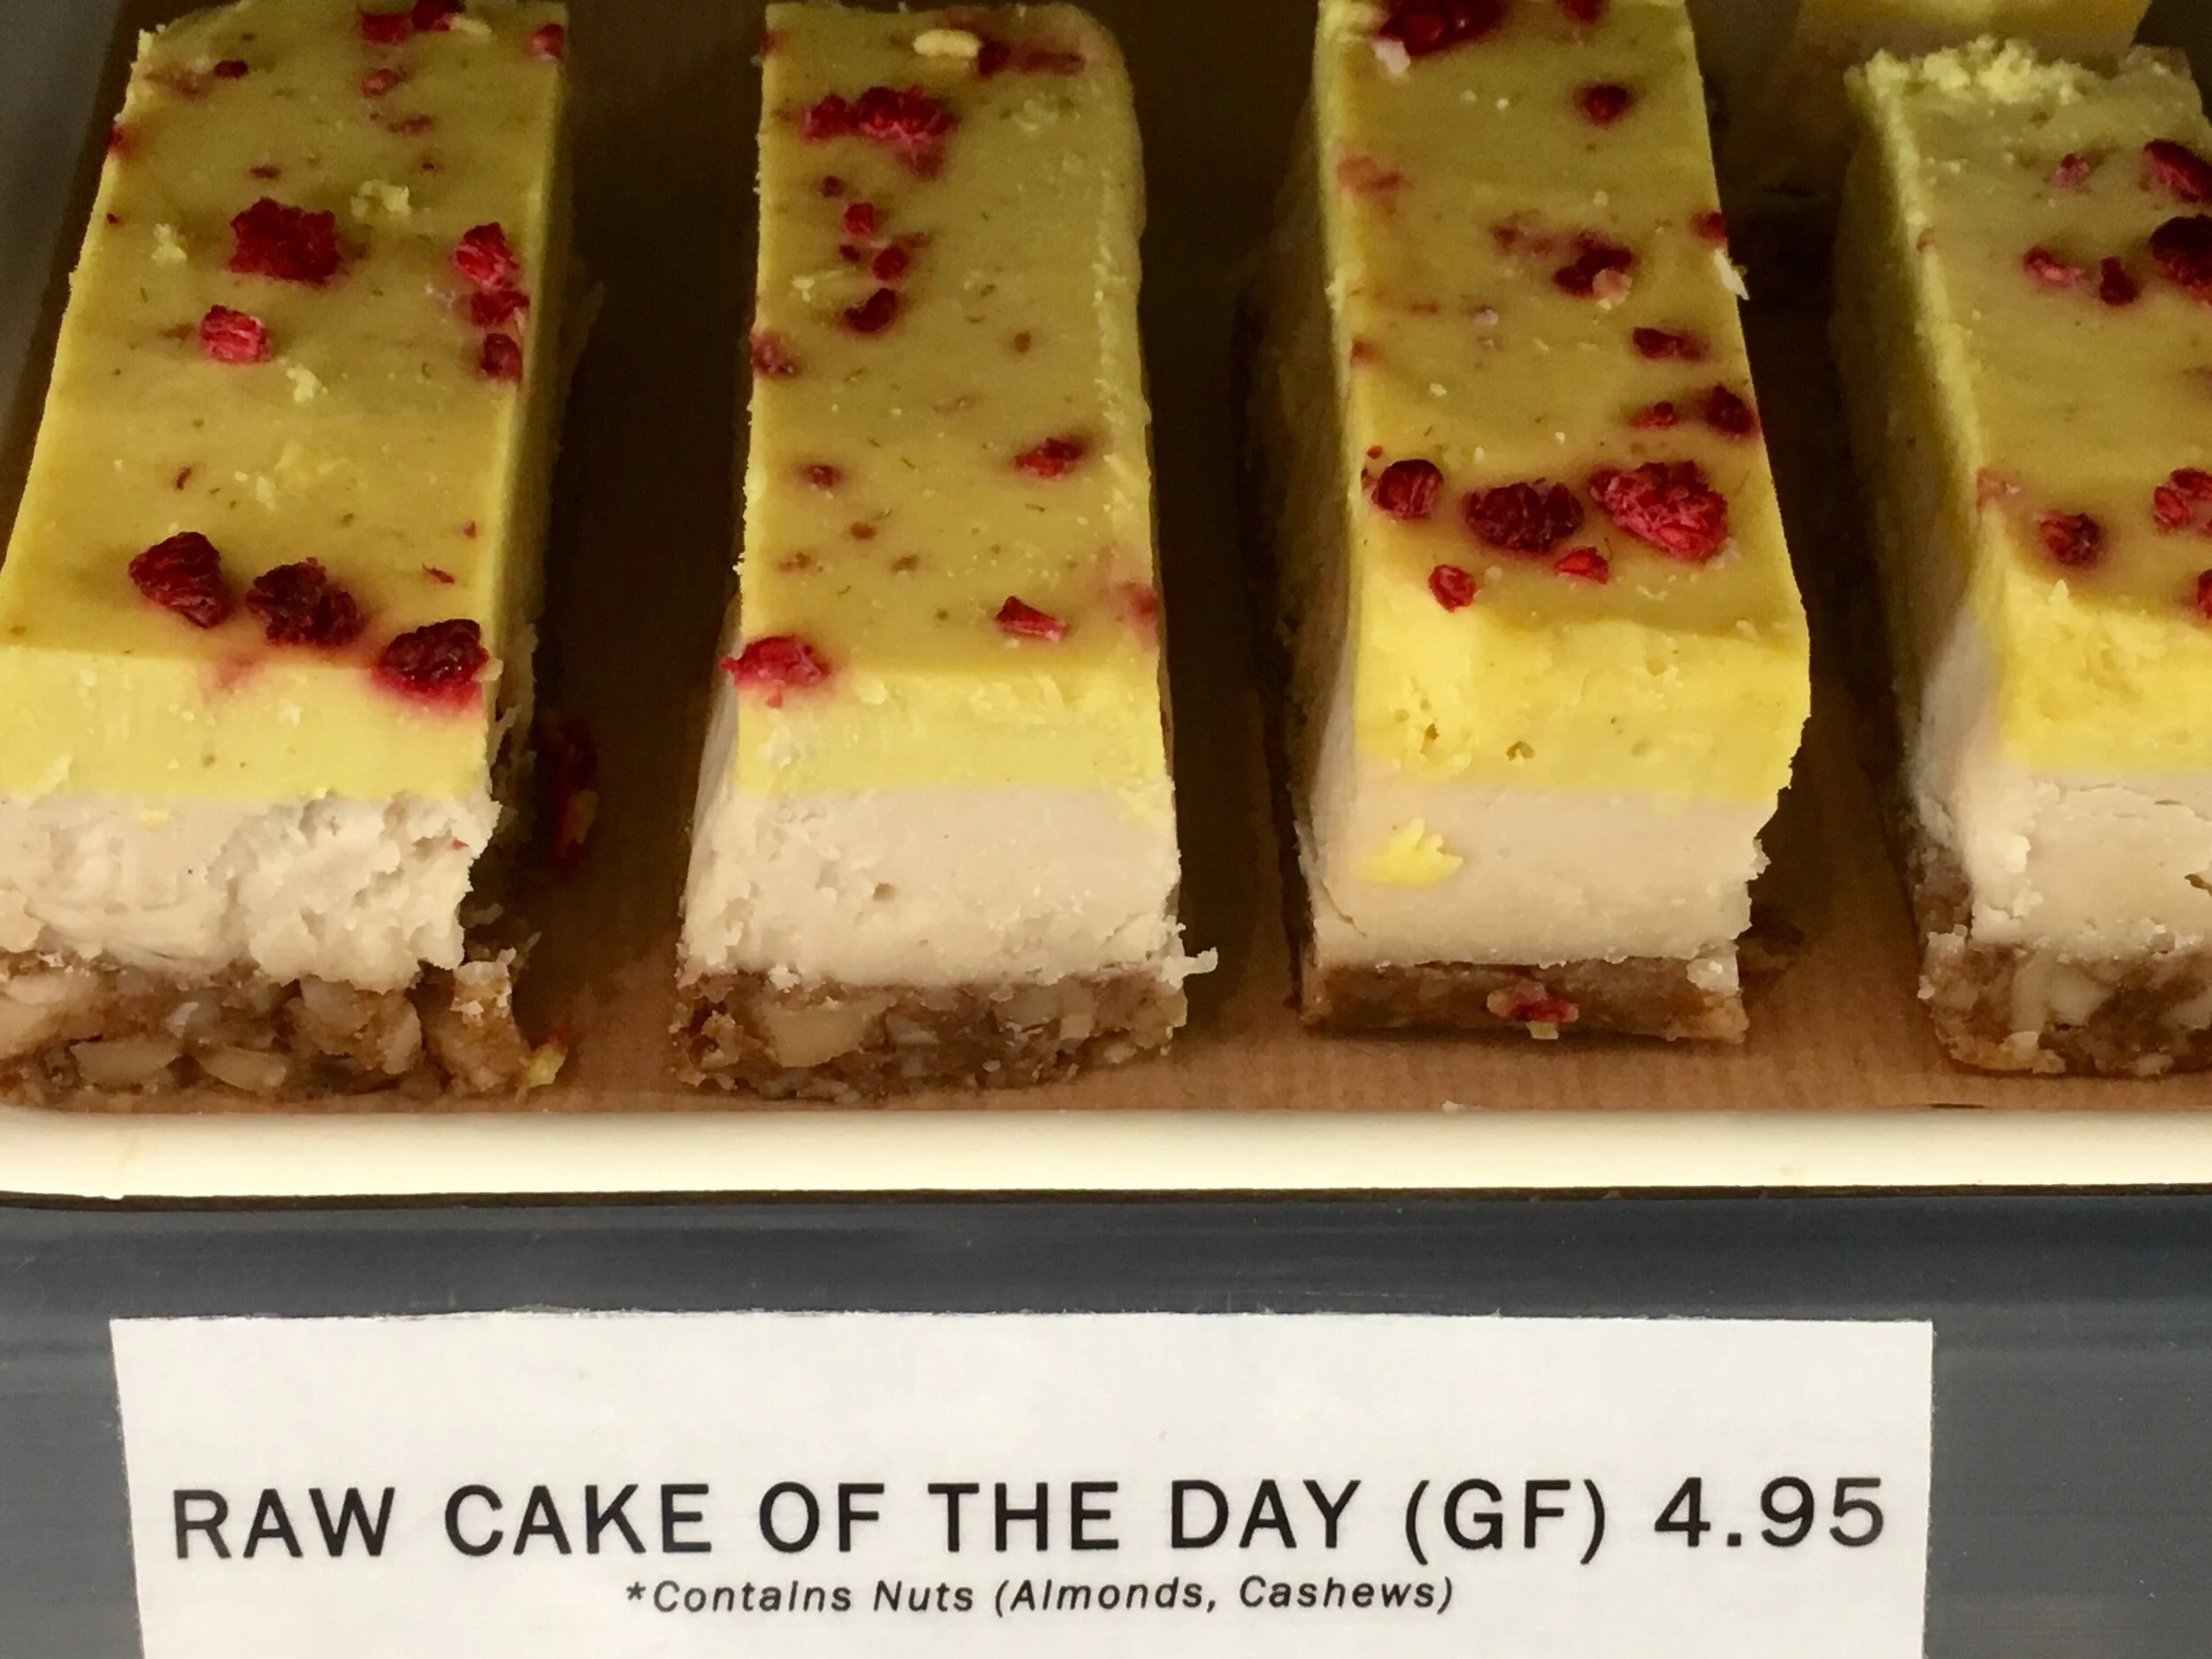 RAW CAKE OF THE DAY (GF) 4.95
*Contains Nuts (Almonds, Cashews)